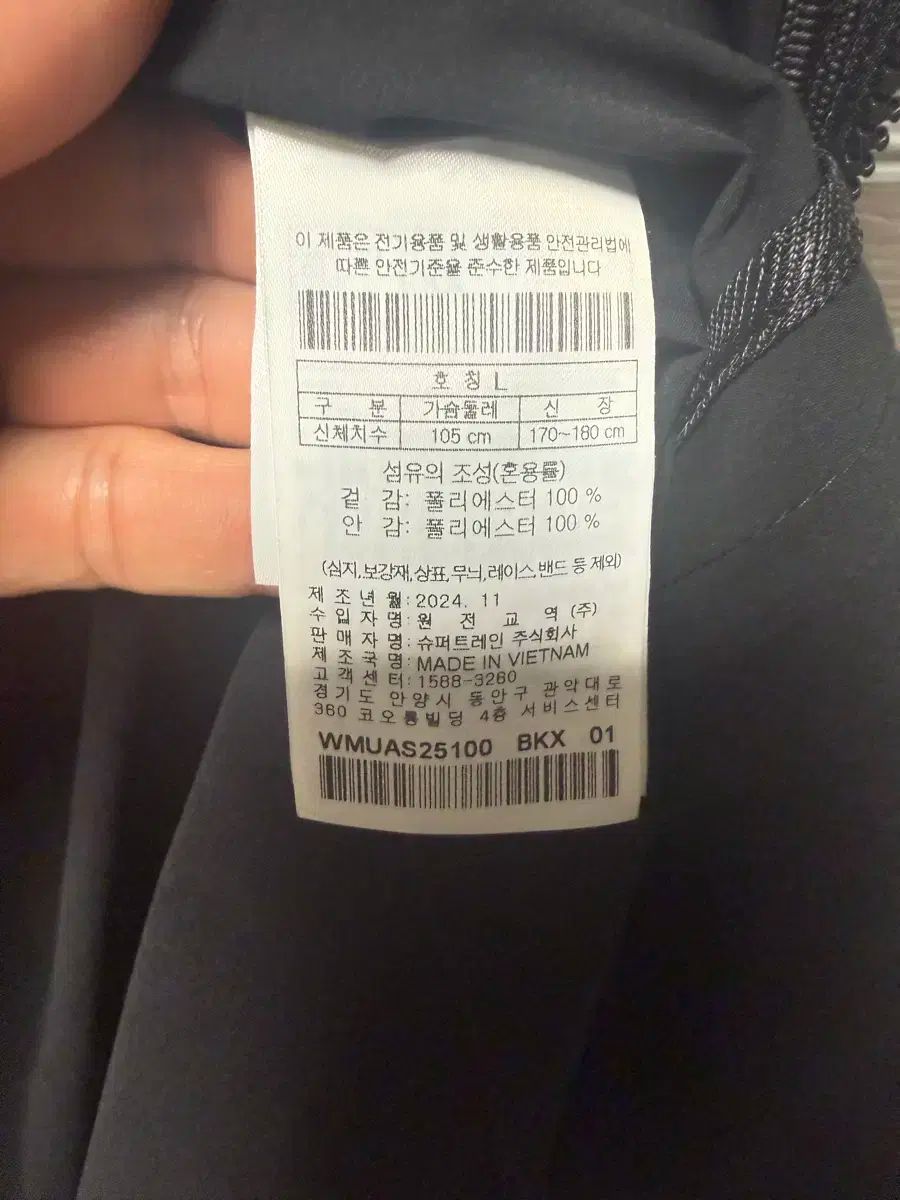 이 제품은 전기용품 및 생활용품 안전관리법에
따른 안전기준을 준수한 제품입니다
호 칭 L
구 분 가슴둘레 신 장
신체치수 105 cm 170~180 cm
섬유의 조성(혼용률)
겉 감: 폴리에스터 100 %
안 감: 폴리에스터 100 %
(심지,보강재,상표,무늬,레이스,밴드 등 제외)
제 조 년 월: 2024. 11
수 입 자 명: 원 전 교 역 (주)
판 매 자 명: 슈퍼트레인 주식회사
제 조 국 명: MADE IN VIETNAM
고 객 센 터: 1588-3260
경 기 도 안 양 시 동 안 구 관 악 대 로
360 코오롱빌딩 4층 서비스센터
WMUAS25100 BKX 01